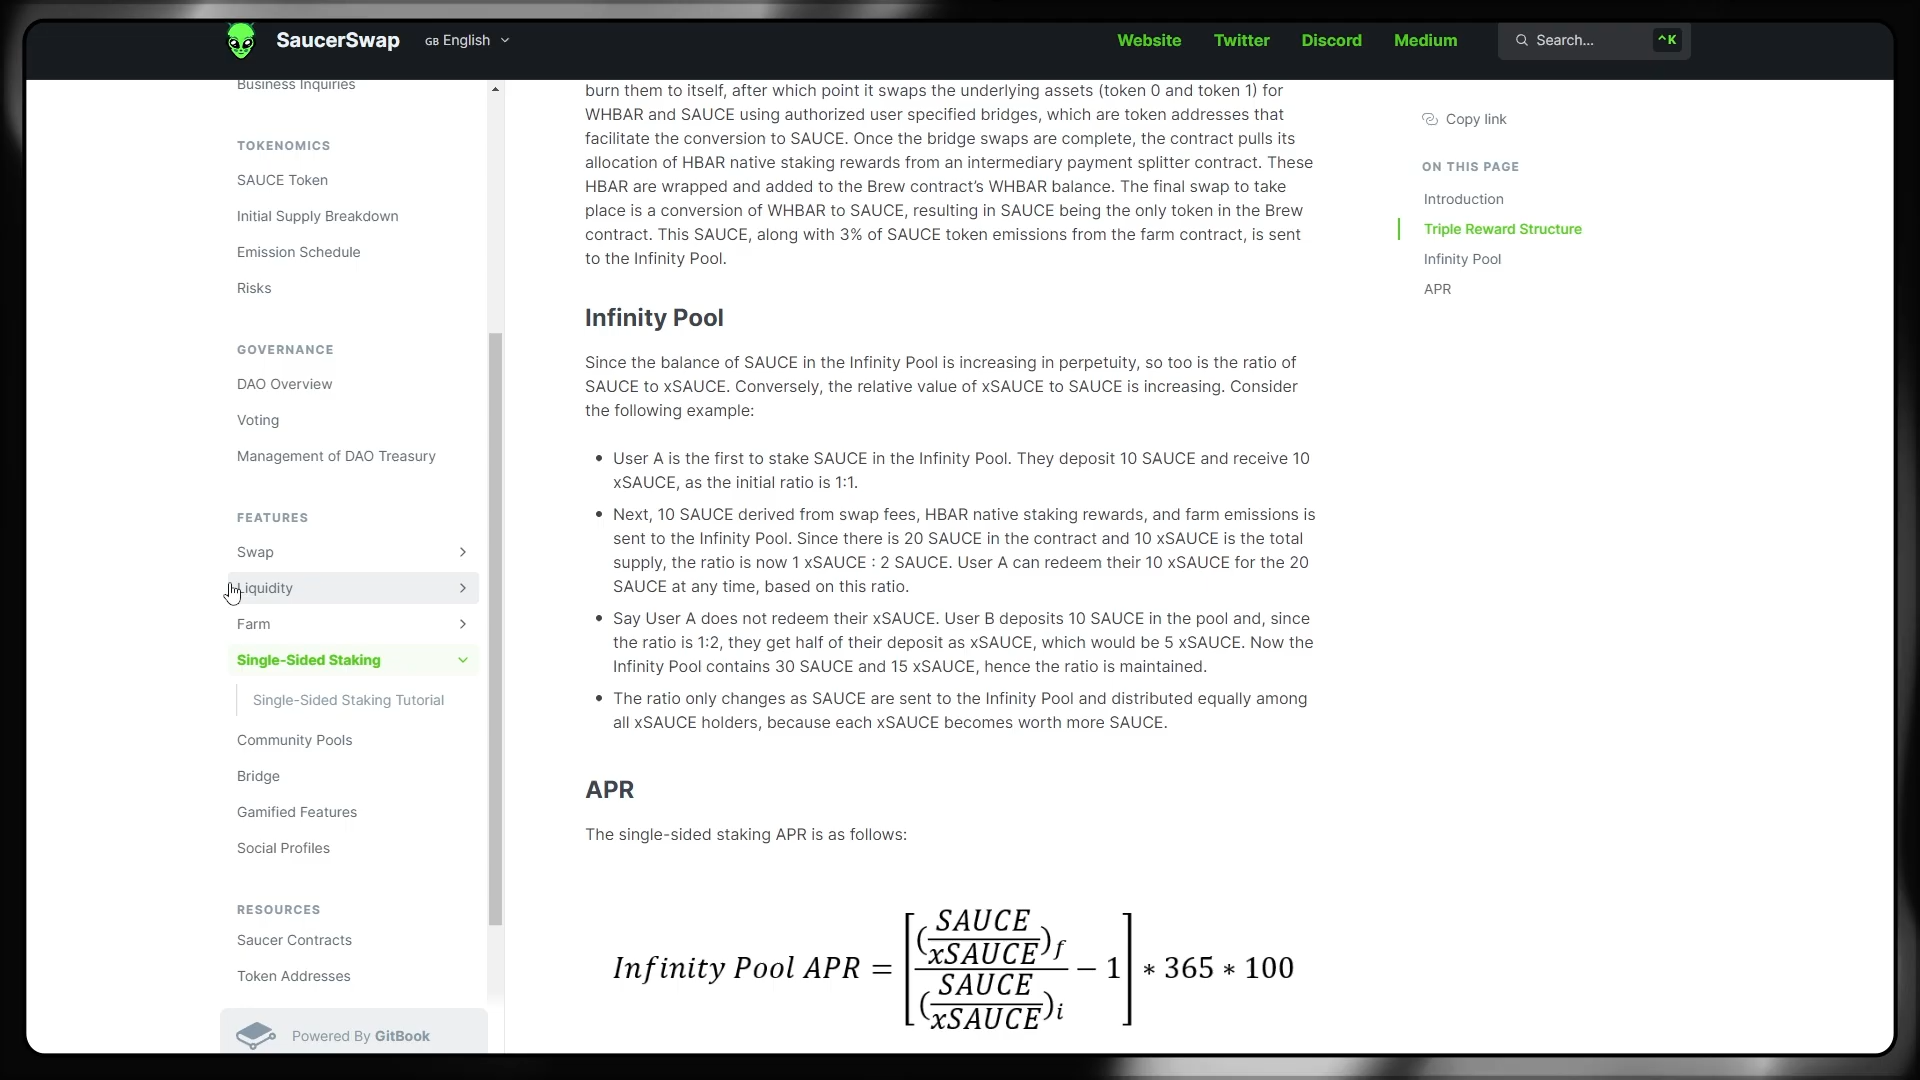 SaucerSwap
GB English
Website
Twitter
Discord
Medium
Search...
^K
Business Inquiries
TOKENOMICS
SAUCE Token
Initial Supply Breakdown
Emission Schedule
Risks
GOVERNANCE
DAO Overview
Voting
Management of DAO Treasury
FEATURES
Swap
Liquidity
Farm
Single-Sided Staking
Single-Sided Staking Tutorial
Community Pools
Bridge
Gamified Features
Social Profiles
RESOURCES
Saucer Contracts
Token Addresses
Powered By GitBook
burn them to itself, after which point it swaps the underlying assets (token 0 and token 1) for
WHBAR and SAUCE using authorized user specified bridges, which are token addresses that
facilitate the conversion to SAUCE. Once the bridge swaps are complete, the contract pulls its
allocation of HBAR native staking rewards from an intermediary payment splitter contract. These
HBAR are wrapped and added to the Brew contract’s WHBAR balance. The final swap to take
place is a conversion of WHBAR to SAUCE, resulting in SAUCE being the only token in the Brew
contract. This SAUCE, along with 3% of SAUCE token emissions from the farm contract, is sent
to the Infinity Pool.
Infinity Pool
Since the balance of SAUCE in the Infinity Pool is increasing in perpetuity, so too is the ratio of
SAUCE to xSAUCE. Conversely, the relative value of xSAUCE to SAUCE is increasing. Consider
the following example:
• User A is the first to stake SAUCE in the Infinity Pool. They deposit 10 SAUCE and receive 10
xSAUCE, as the initial ratio is 1:1.
• Next, 10 SAUCE derived from swap fees, HBAR native staking rewards, and farm emissions is
sent to the Infinity Pool. Since there is 20 SAUCE in the contract and 10 xSAUCE is the total
supply, the ratio is now 1 xSAUCE : 2 SAUCE. User A can redeem their 10 xSAUCE for the 20
SAUCE at any time, based on this ratio.
• Say User A does not redeem their xSAUCE. User B deposits 10 SAUCE in the pool and, since
the ratio is 1:2, they get half of their deposit as xSAUCE, which would be 5 xSAUCE. Now the
Infinity Pool contains 30 SAUCE and 15 xSAUCE, hence the ratio is maintained.
• The ratio only changes as SAUCE are sent to the Infinity Pool and distributed equally among
all xSAUCE holders, because each xSAUCE becomes worth more SAUCE.
APR
The single-sided staking APR is as follows:
Infinity Pool APR = [ (SAUCE/xSAUCE)f / (SAUCE/xSAUCE)i − 1 ] * 365 * 100
Copy link
ON THIS PAGE
Introduction
Triple Reward Structure
Infinity Pool
APR